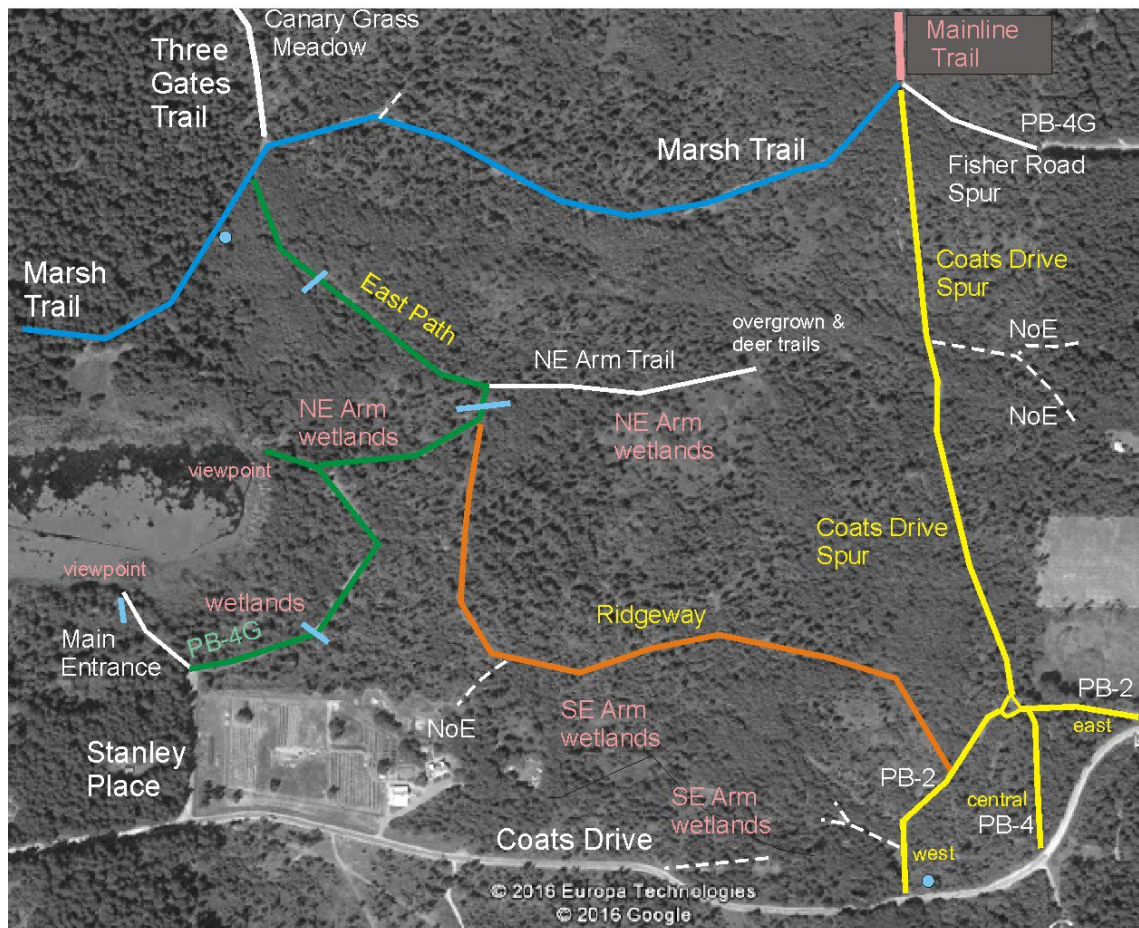 Canary Grass
Meadow
Three
Gates
Trail
Mainline
Trail
PB-4G
Marsh Trail
Fisher Road
Spur
Marsh
Trail
East Path
Coats Drive
Spur
overgrown &
deer trails
NoE
NE Arm Trail
NoE
NE Arm
wetlands
NE Arm
wetlands
viewpoint
Coats Drive
Spur
viewpoint
wetlands
Ridgeway
PB-4G
Main
Entrance
PB-2
east
SE Arm
wetlands
NoE
Stanley
Place
PB-2
central
PB-4
SE Arm
wetlands
Coats Drive
west
© 2016 Europa Technologies
© 2016 Google